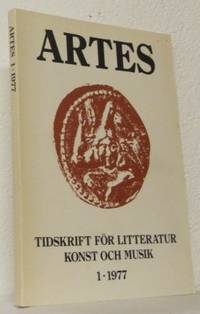 ARTES 1·1977
ARTES
TIDSKRIFT FÖR LITTERATUR
KONST OCH MUSIK
1·1977